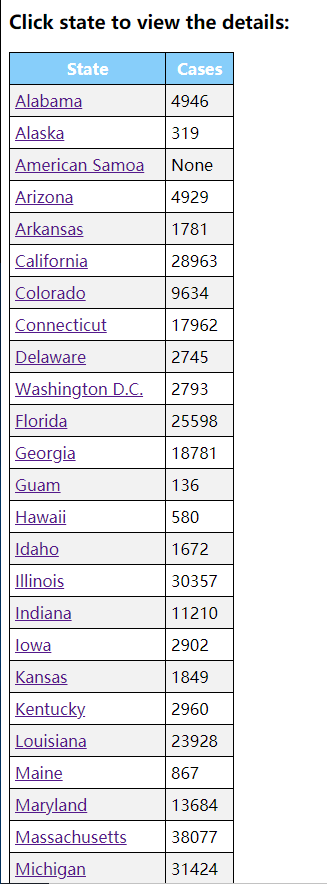 Click state to view the details:
State Cases
Alabama 4946
Alaska 319
American Samoa None
Arizona 4929
Arkansas 1781
California 28963
Colorado 9634
Connecticut 17962
Delaware 2745
Washington D.C. 2793
Florida 25598
Georgia 18781
Guam 136
Hawaii 580
Idaho 1672
Illinois 30357
Indiana 11210
Iowa 2902
Kansas 1849
Kentucky 2960
Louisiana 23928
Maine 867
Maryland 13684
Massachusetts 38077
Michigan 31424